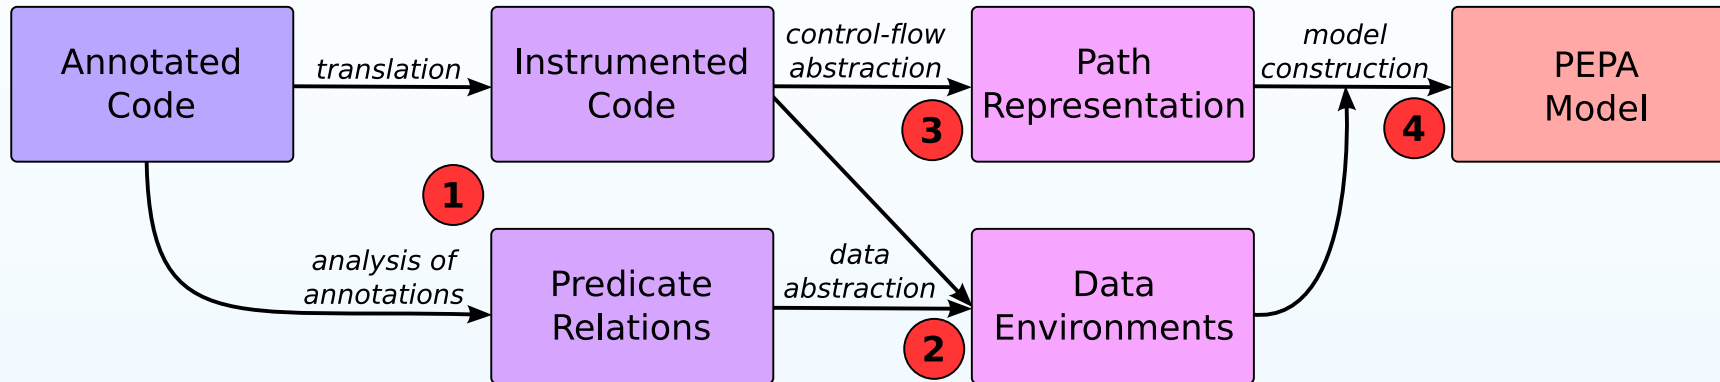 Annotated
Code
translation
Instrumented
Code
control-flow
abstraction
Path
Representation
model
construction
PEPA
Model
3
4
1
analysis of
annotations
Predicate
Relations
data
abstraction
2
Data
Environments